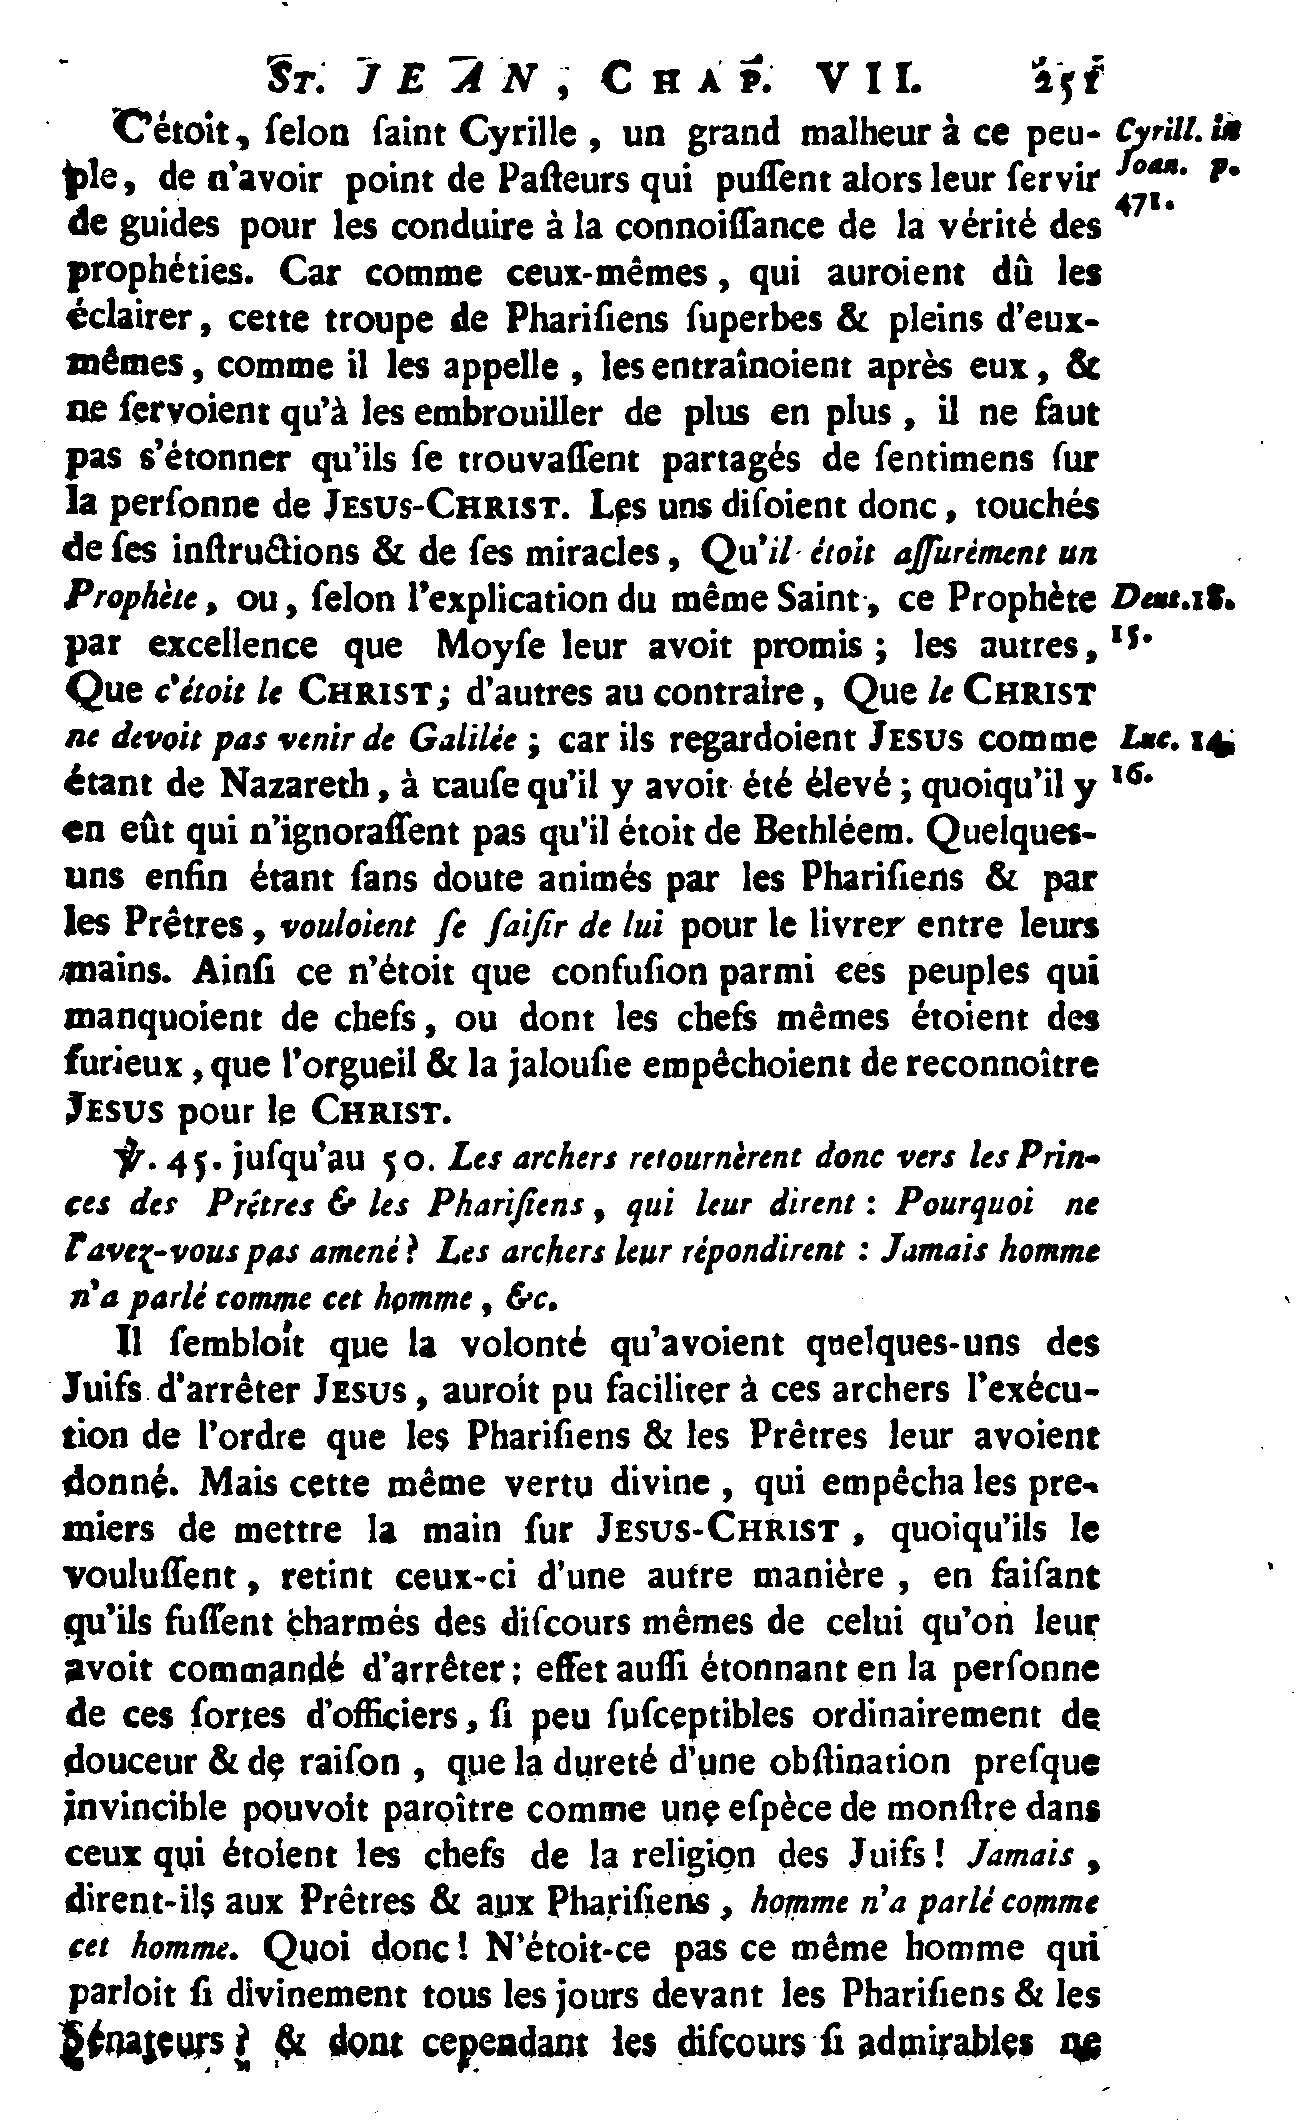 ST. JEAN, CHAP. VII. 251
C'étoit, ſelon ſaint Cyrille, un grand malheur à ce peu- Cyrill. in
ple, de n'avoir point de Paſteurs qui puſſent alors leur ſervir Joan. p.
de guides pour les conduire à la connoiſſance de la vérité des 471.
prophéties. Car comme ceux-mêmes, qui auroient dû les
éclairer, cette troupe de Phariſiens ſuperbes & pleins d'eux-
mêmes, comme il les appelle, les entraînoient après eux, &
ne ſervoient qu'à les embrouiller de plus en plus, il ne faut
pas s'étonner qu'ils ſe trouvaſſent partagés de ſentimens ſur
la perſonne de JESUS-CHRIST. Les uns diſoient donc, touchés
de ſes inſtructions & de ſes miracles, Qu'il étoit aſſurément un
Prophète, ou, ſelon l'explication du même Saint, ce Prophète Deut. 18.
par excellence que Moyſe leur avoit promis; les autres, 15.
Que c'étoit le CHRIST; d'autres au contraire, Que le CHRIST
ne devoit pas venir de Galilée; car ils regardoient JESUS comme Luc. 14.
étant de Nazareth, à cauſe qu'il y avoit été élevé; quoiqu'il y 16.
en eût qui n'ignoraſſent pas qu'il étoit de Bethléem. Quelques-
uns enfin étant ſans doute animés par les Phariſiens & par
les Prêtres, vouloient ſe ſaiſir de lui pour le livrer entre leurs
mains. Ainſi ce n'étoit que confuſion parmi ces peuples qui
manquoient de chefs, ou dont les chefs mêmes étoient des
furieux, que l'orgueil & la jalouſie empêchoient de reconnoître
JESUS pour le CHRIST.
℣. 45. juſqu'au 50. Les archers retournèrent donc vers les Prin-
ces des Prêtres & les Phariſiens, qui leur dirent : Pourquoi ne
l'avez-vous pas amené? Les archers leur répondirent : Jamais homme
n'a parlé comme cet homme, &c.
Il ſembloit que la volonté qu'avoient quelques-uns des
Juifs d'arrêter JESUS, auroit pu faciliter à ces archers l'exécu-
tion de l'ordre que les Phariſiens & les Prêtres leur avoient
donné. Mais cette même vertu divine, qui empêcha les pre-
miers de mettre la main ſur JESUS-CHRIST, quoiqu'ils le
vouluſſent, retint ceux-ci d'une autre manière, en faiſant
qu'ils fuſſent charmés des diſcours mêmes de celui qu'on leur
avoit commandé d'arrêter; effet auſſi étonnant en la perſonne
de ces ſortes d'officiers, ſi peu ſuſceptibles ordinairement de
douceur & de raiſon, que la dureté d'une obſtination preſque
invincible pouvoit paroître comme une eſpèce de monſtre dans
ceux qui étoient les chefs de la religion des Juifs! Jamais,
dirent-ils aux Prêtres & aux Phariſiens, homme n'a parlé comme
cet homme. Quoi donc! N'étoit-ce pas ce même homme qui
parloit ſi divinement tous les jours devant les Phariſiens & les
Sénateurs? & dont cependant les diſcours ſi admirables ne